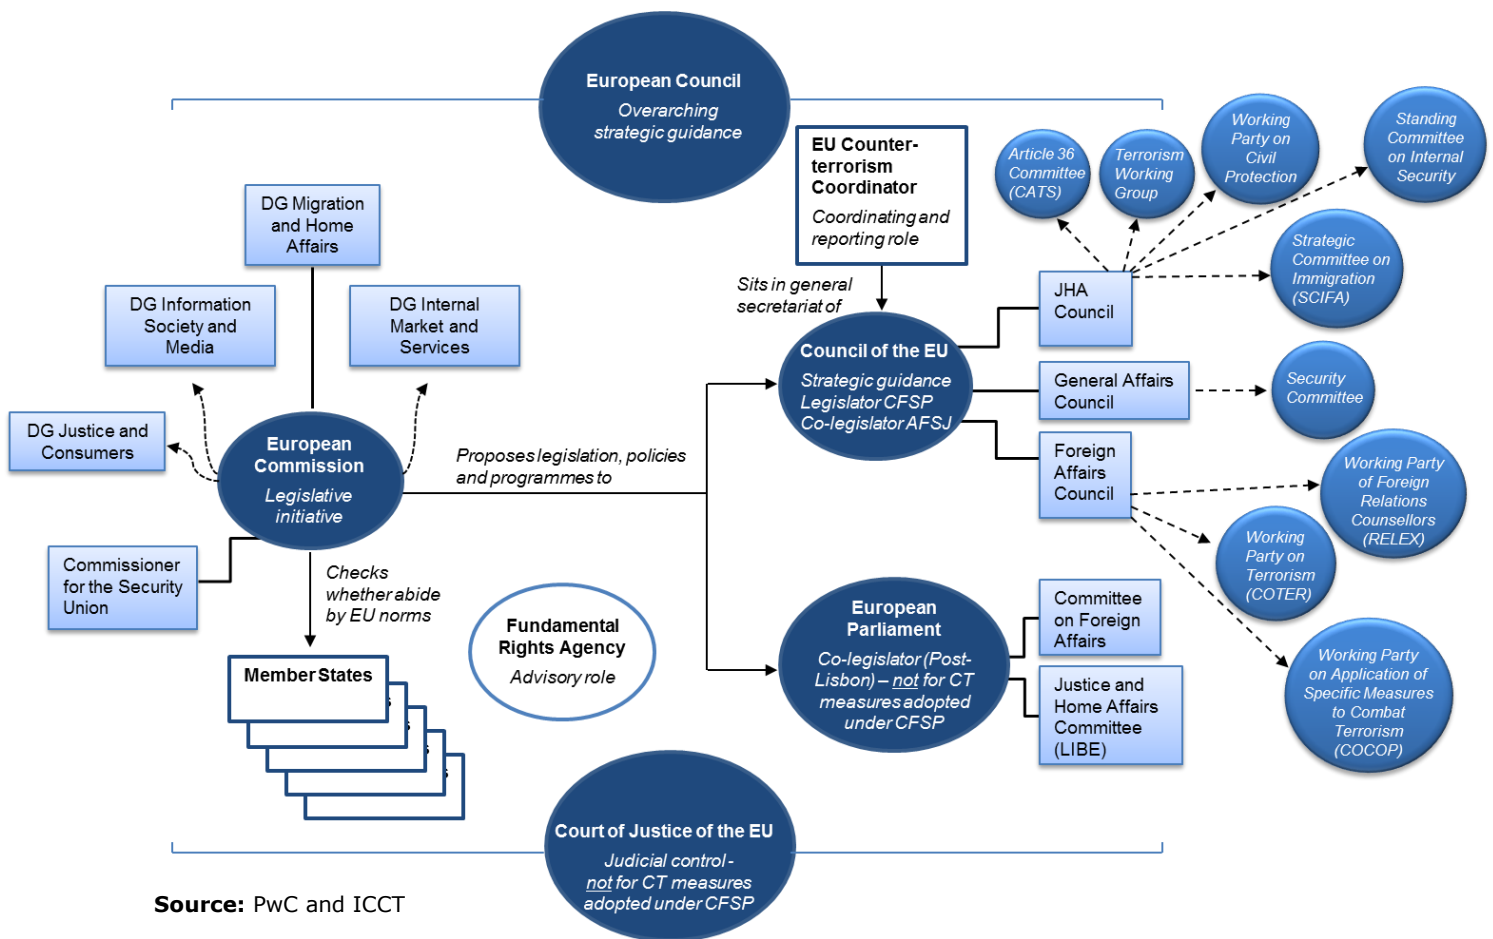 European Council
Overarching
strategic guidance
EU Counter-
terrorism
Coordinator
Coordinating and
reporting role
Article 36
Committee
(CATS)
Terrorism
Working
Group
Working
Party on
Civil
Protection
Standing
Committee
on Internal
Security
DG Migration
and Home
Affairs
Strategic
Committee on
Immigration
(SCIFA)
Sits in general
secretariat of
JHA
Council
DG Information
Society and
Media
DG Internal
Market and
Services
Council of the EU
Strategic guidance
Legislator CFSP
Co-legislator AFSJ
General Affairs
Council
Security
Committee
DG Justice and
Consumers
European
Commission
Legislative
initiative
Proposes legislation, policies
and programmes to
Foreign
Affairs
Council
Working Party
of Foreign
Relations
Counsellors
(RELEX)
Working
Party on
Terrorism
(COTER)
Commissioner
for the Security
Union
Checks
whether abide
by EU norms
Fundamental
Rights Agency
Advisory role
European
Parliament
Co-legislator (Post-
Lisbon) – not for CT
measures adopted
under CFSP
Committee
on Foreign
Affairs
Justice and
Home Affairs
Committee
(LIBE)
Working Party
on Application of
Specific Measures
to Combat
Terrorism
(COCOP)
Member States
s
s
s
s
Court of Justice of the EU
Judicial control -
not for CT measures
adopted under CFSP
Source: PwC and ICCT